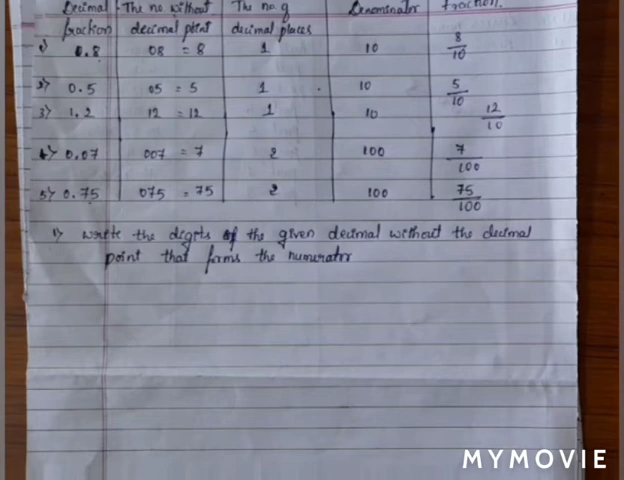 Decimal The no without The no. of Denominator fraction.
fraction decimal point decimal places
1) 0.8 08 = 8 1 10 8/10
2) 0.5 05 = 5 1 10 5/10
3) 1.2 12 = 12 1 10 12/10
4) 0.07 007 = 7 2 100 7/100
5) 0.75 075 = 75 2 100 75/100
1) write the digits of the given decimal without the decimal
point that forms the numerator
MYMOVIE